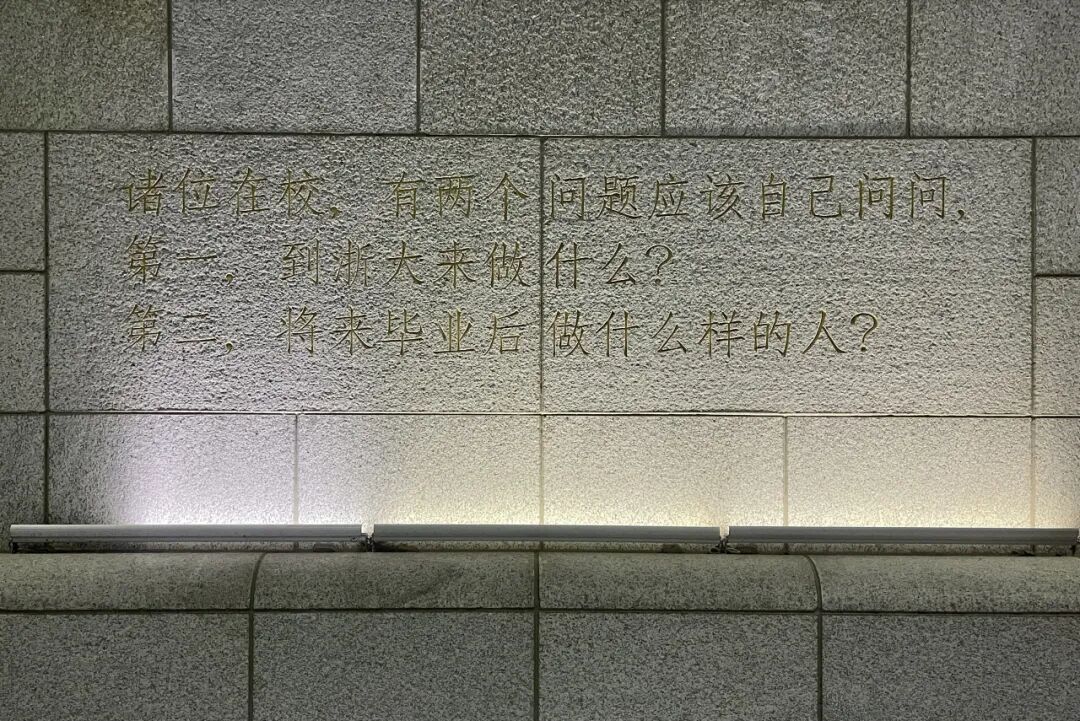 诸位在校，有两个问题应该自己问问，
第一，到浙大来做什么？
第二，将来毕业后做什么样的人？